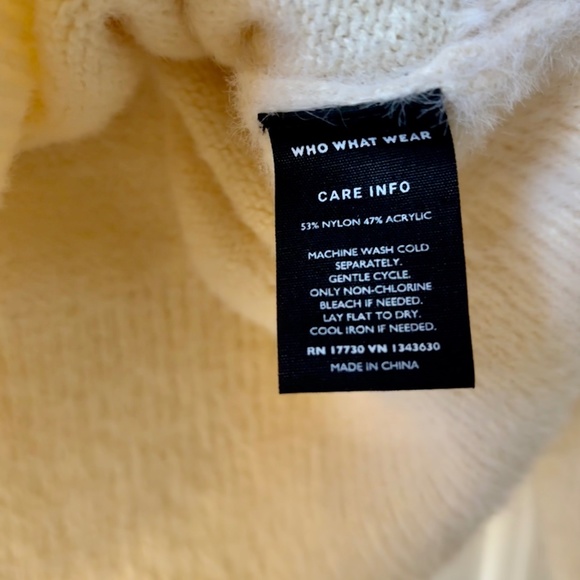 WHO WHAT WEAR
CARE INFO
53% NYLON 47% ACRYLIC
MACHINE WASH COLD
SEPARATELY.
GENTLE CYCLE.
ONLY NON-CHLORINE
BLEACH IF NEEDED.
LAY FLAT TO DRY.
COOL IRON IF NEEDED.
RN 17730 VN 1343630
MADE IN CHINA